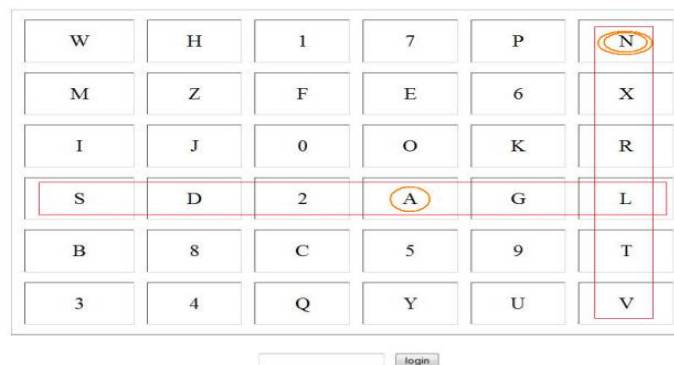 W H 1 7 P N
M Z F E 6 X
I J 0 O K R
S D 2 A G L
B 8 C 5 9 T
3 4 Q Y U V
login